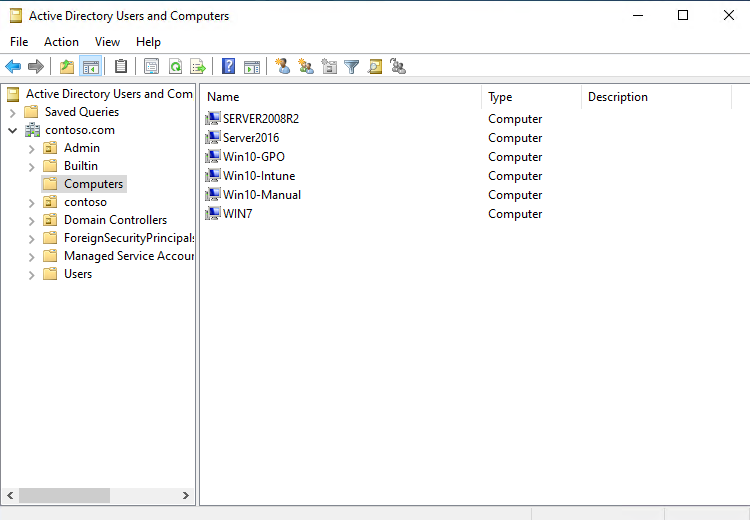 Active Directory Users and Computers
File Action View Help
Active Directory Users and Com
Saved Queries
contoso.com
Admin
Builtin
Computers
contoso
Domain Controllers
ForeignSecurityPrincipals
Managed Service Accour
Users
Name Type Description
SERVER2008R2 Computer
Server2016 Computer
Win10-GPO Computer
Win10-Intune Computer
Win10-Manual Computer
WIN7 Computer